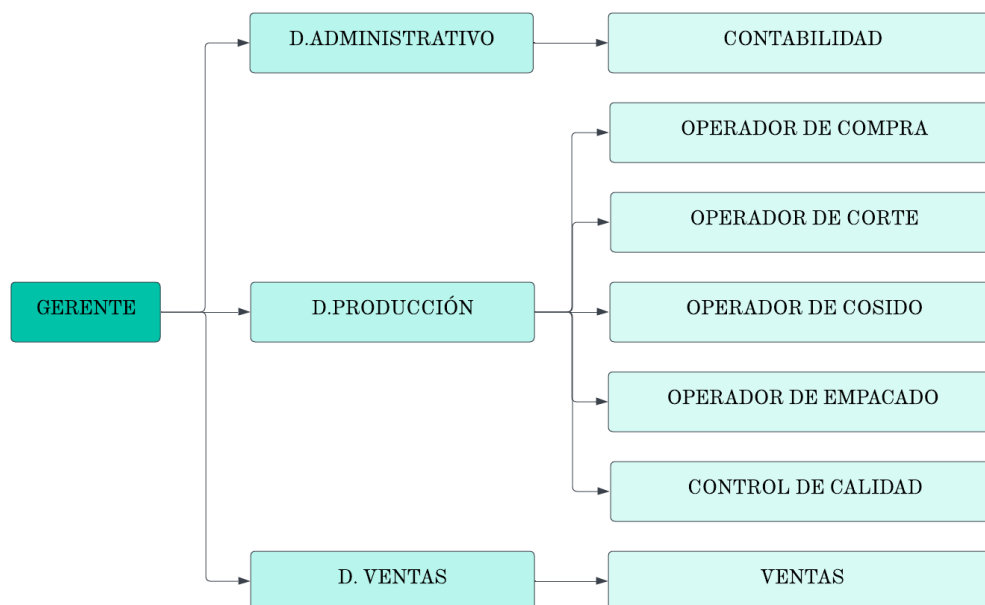 D.ADMINISTRATIVO
CONTABILIDAD
OPERADOR DE COMPRA
OPERADOR DE CORTE
GERENTE
D.PRODUCCIÓN
OPERADOR DE COSIDO
OPERADOR DE EMPACADO
CONTROL DE CALIDAD
D. VENTAS
VENTAS